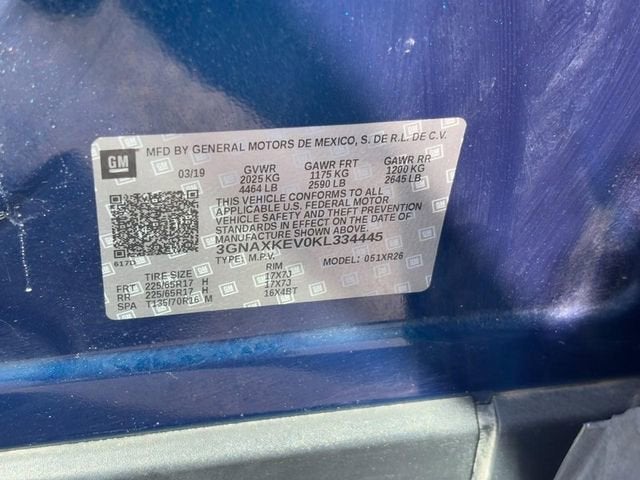 MFD BY GENERAL MOTORS DE MEXICO, S. DE R.L. DE C.V.
GM
03/19 GVWR GAWR FRT GAWR RR
2025 KG 1175 KG 1200 KG
4464 LB 2590 LB 2645 LB
THIS VEHICLE CONFORMS TO ALL
APPLICABLE U.S. FEDERAL MOTOR
VEHICLE SAFETY AND THEFT PREVENTION
STANDARDS IN EFFECT ON THE DATE OF
3GNAXKEV0KL334445
TYPE: M.P.V. MODEL: 051XR26
TIRE SIZE RIM
FRT 225/65R17 H 17X7J
RR 225/65R17 H 17X7J
SPA T135/70R16 M 16X4BT